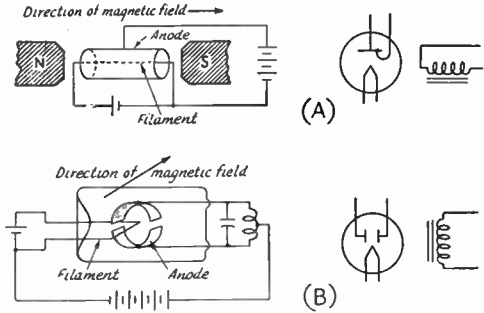 Direction of magnetic field
Anode
N
S
Filament
(A)
Direction of magnetic field
Filament
Anode
(B)